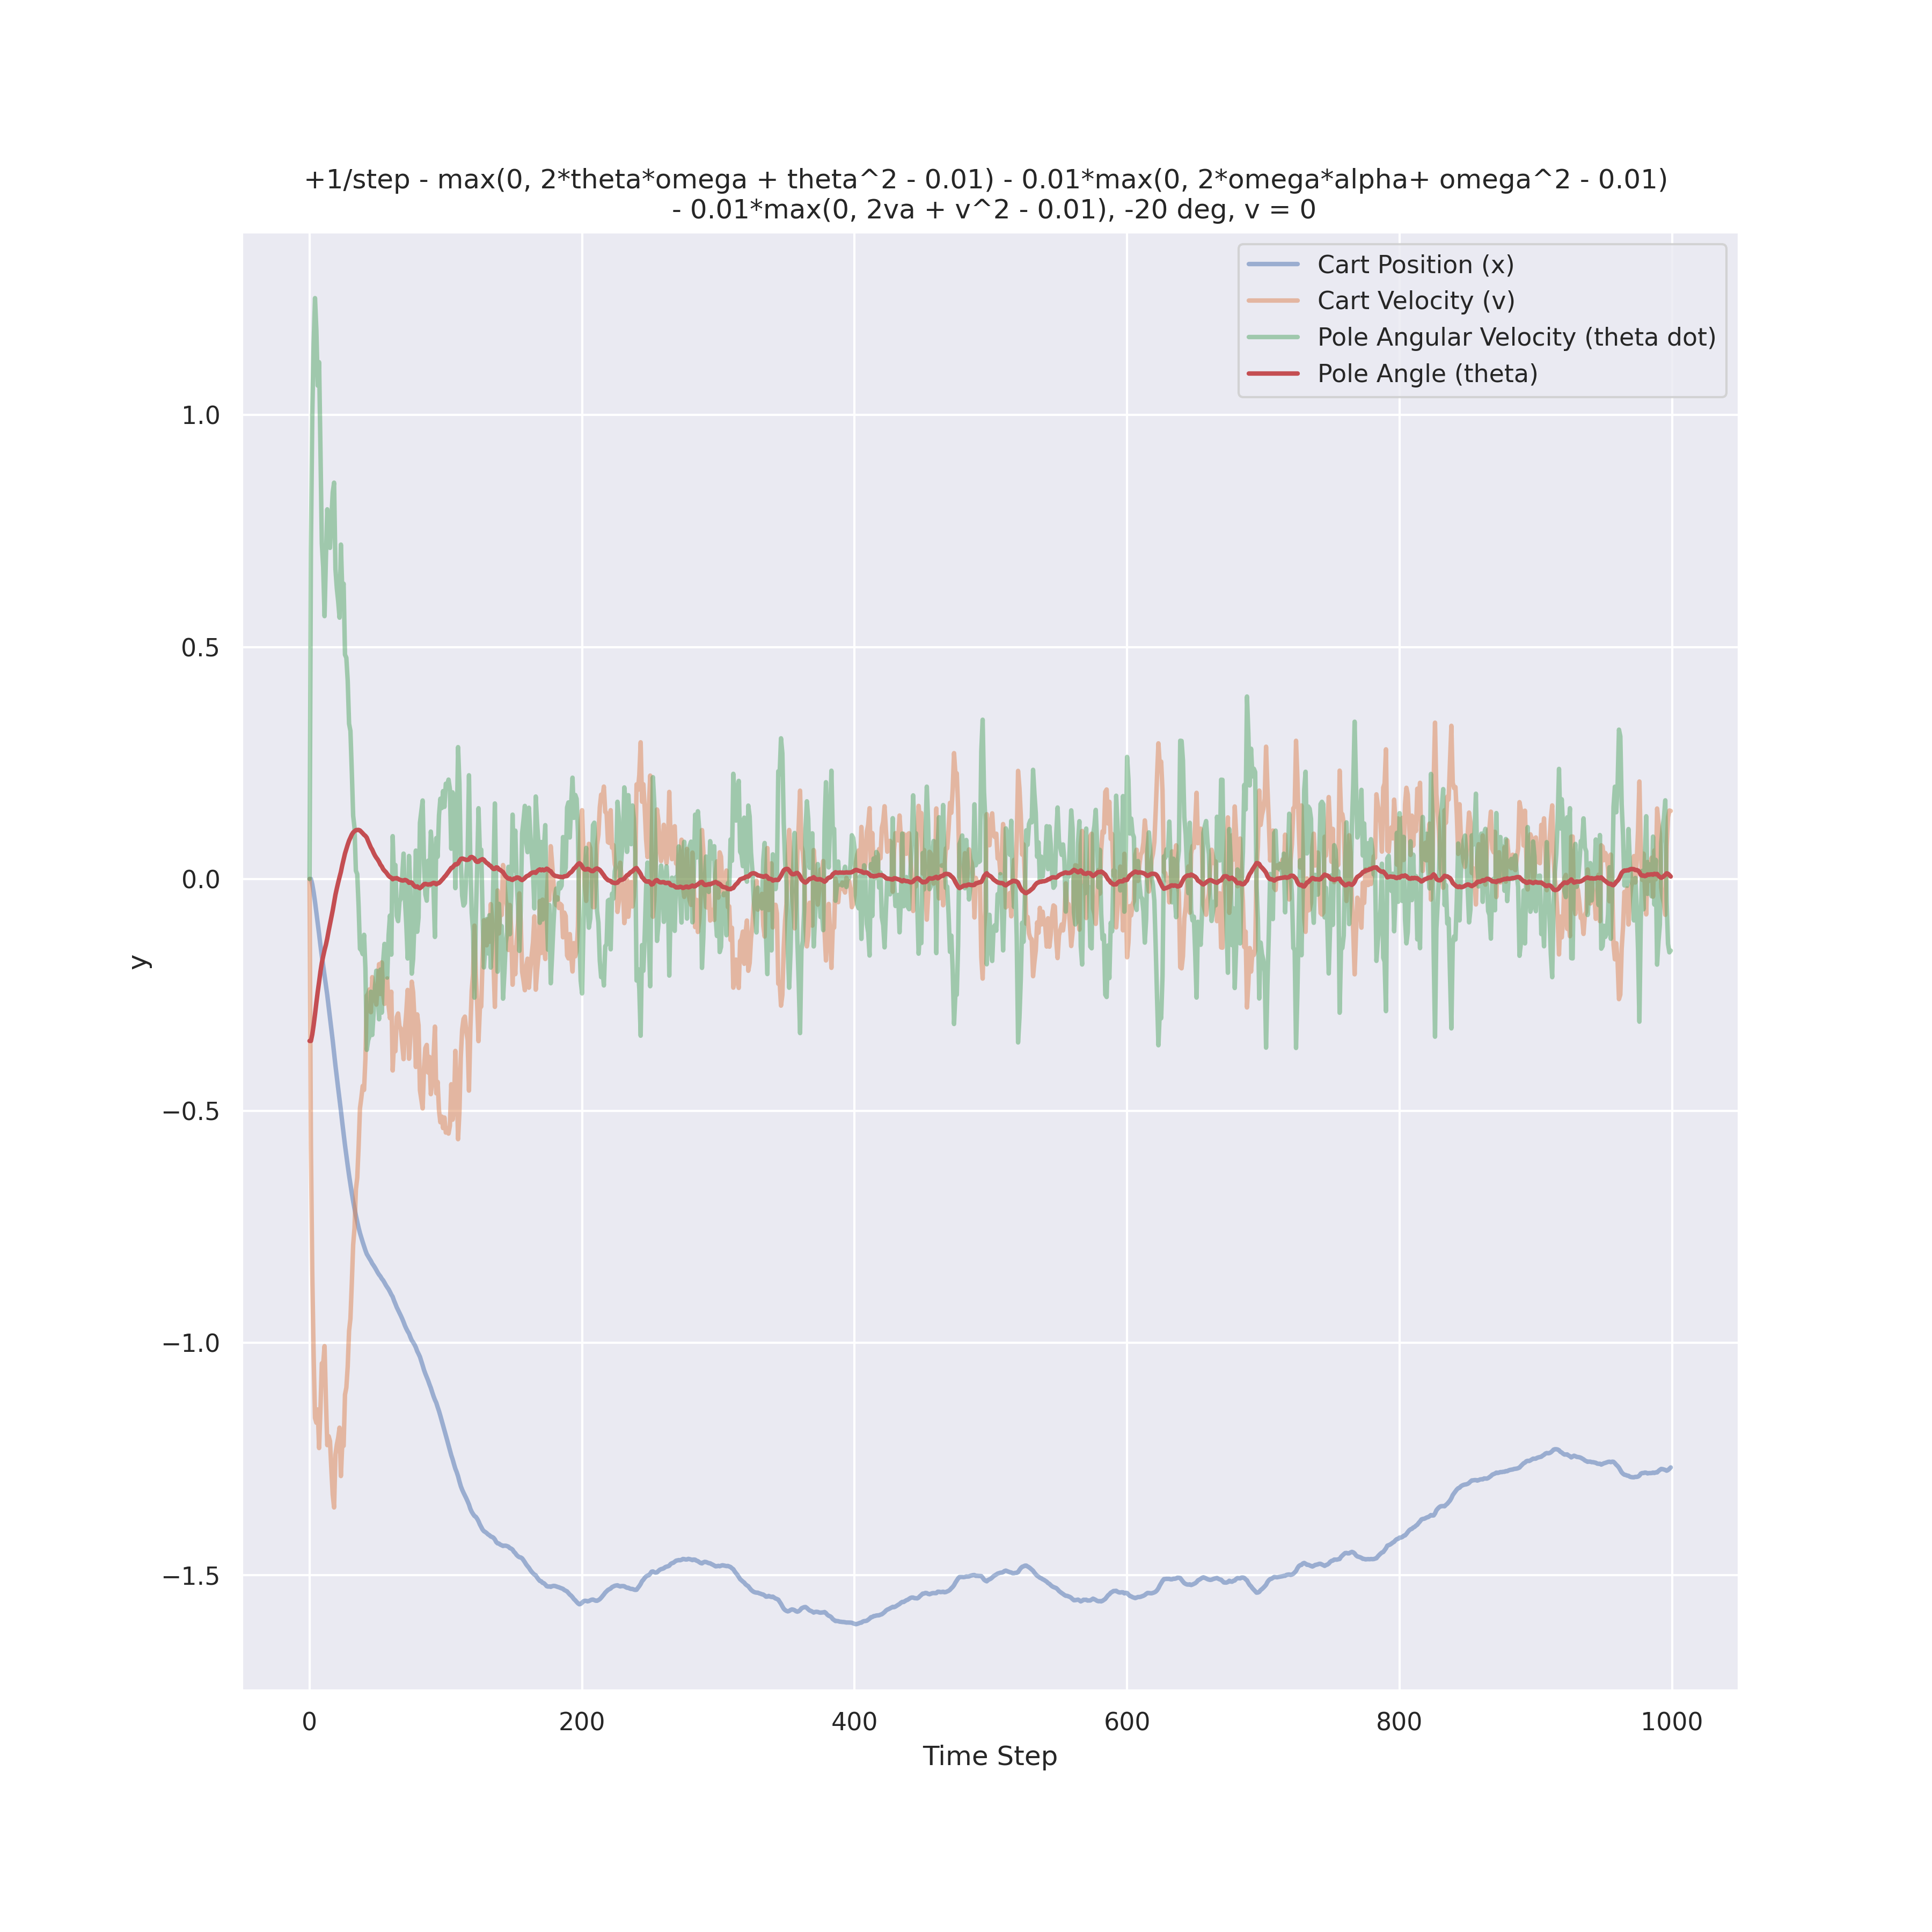 +1/step - max(0, 2*theta*omega + theta^2 - 0.01) - 0.01*max(0, 2*omega*alpha+ omega^2 - 0.01)
- 0.01*max(0, 2va + v^2 - 0.01), -20 deg, v = 0
Cart Position (x)
Cart Velocity (v)
Pole Angular Velocity (theta dot)
Pole Angle (theta)
1.0
0.5
0.0
−0.5
−1.0
−1.5
y
0 200 400 600 800 1000
Time Step